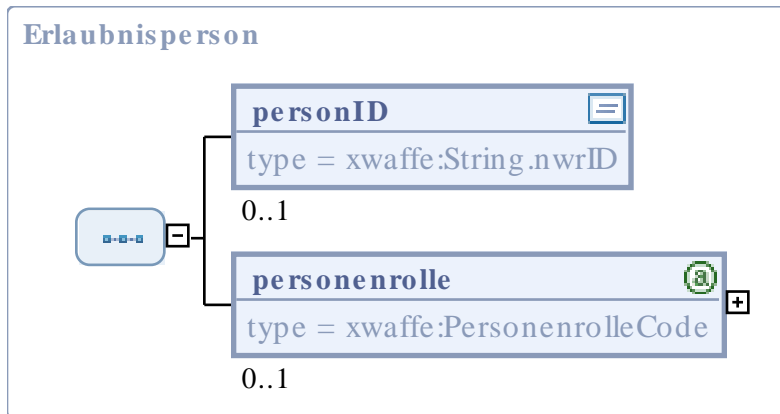 Erlaubnisperson
personID
type = xwaffe:String.nwrID
0..1
personenrolle
type = xwaffe:PersonenrolleCode
0..1